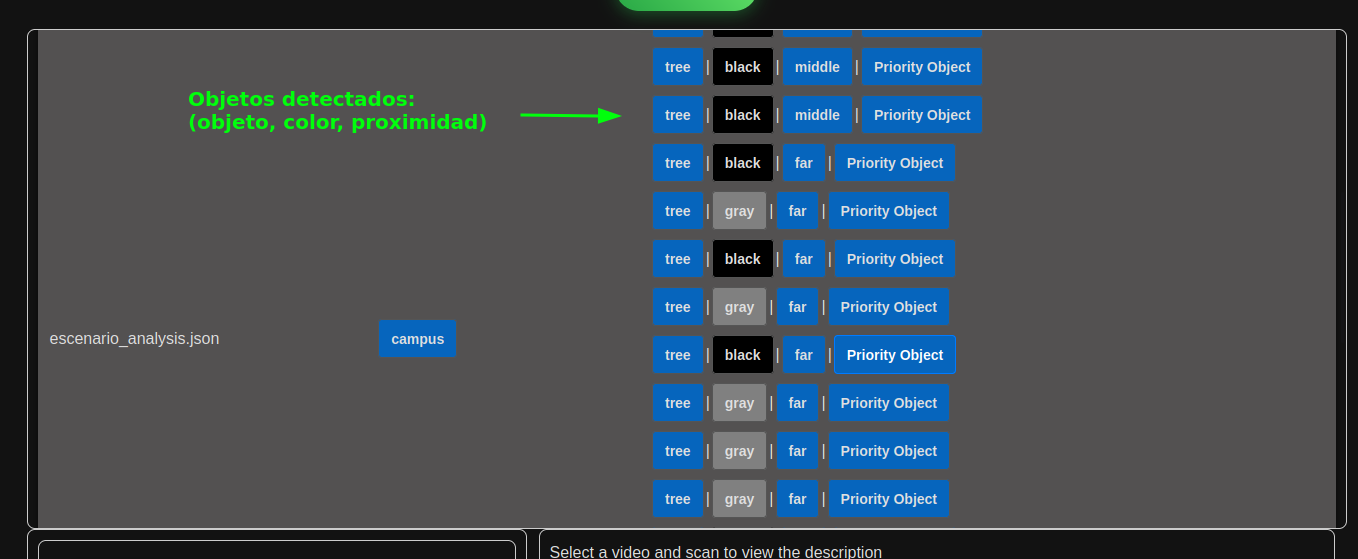 tree | black | middle | Priority Object
Objetos detectados:
(objeto, color, proximidad)
tree | black | middle | Priority Object
tree | black | far | Priority Object
tree | gray | far | Priority Object
tree | black | far | Priority Object
tree | gray | far | Priority Object
escenario_analysis.json
campus
tree | black | far | Priority Object
tree | gray | far | Priority Object
tree | gray | far | Priority Object
tree | gray | far | Priority Object
Select a video and scan to view the description